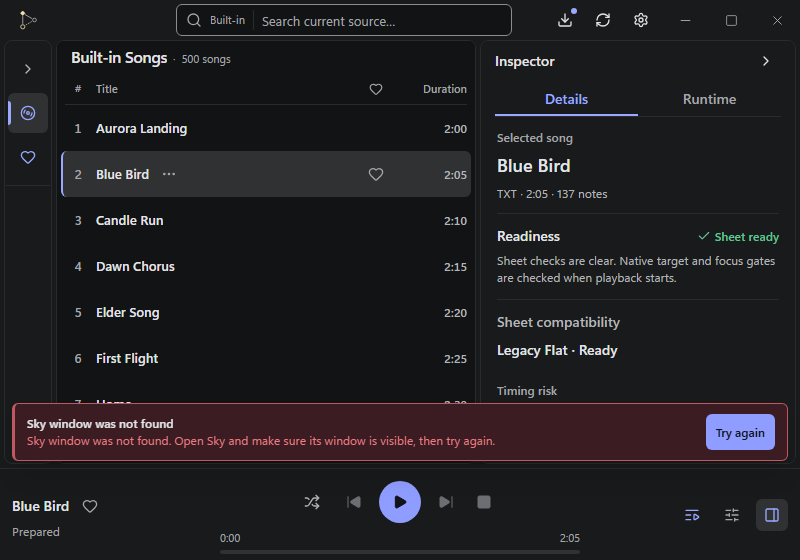 Built-in
Search current source...
Built-in Songs · 500 songs
# Title Duration
1 Aurora Landing 2:00
2 Blue Bird ··· 2:05
3 Candle Run 2:10
4 Dawn Chorus 2:15
5 Elder Song 2:20
6 First Flight 2:25
Inspector
Details Runtime
Selected song
Blue Bird
TXT · 2:05 · 137 notes
Readiness Sheet ready
Sheet checks are clear. Native target and focus gates
are checked when playback starts.
Sheet compatibility
Legacy Flat · Ready
Timing risk
Sky window was not found
Sky window was not found. Open Sky and make sure its window is visible, then try again.
Try again
Blue Bird
Prepared
0:00 2:05